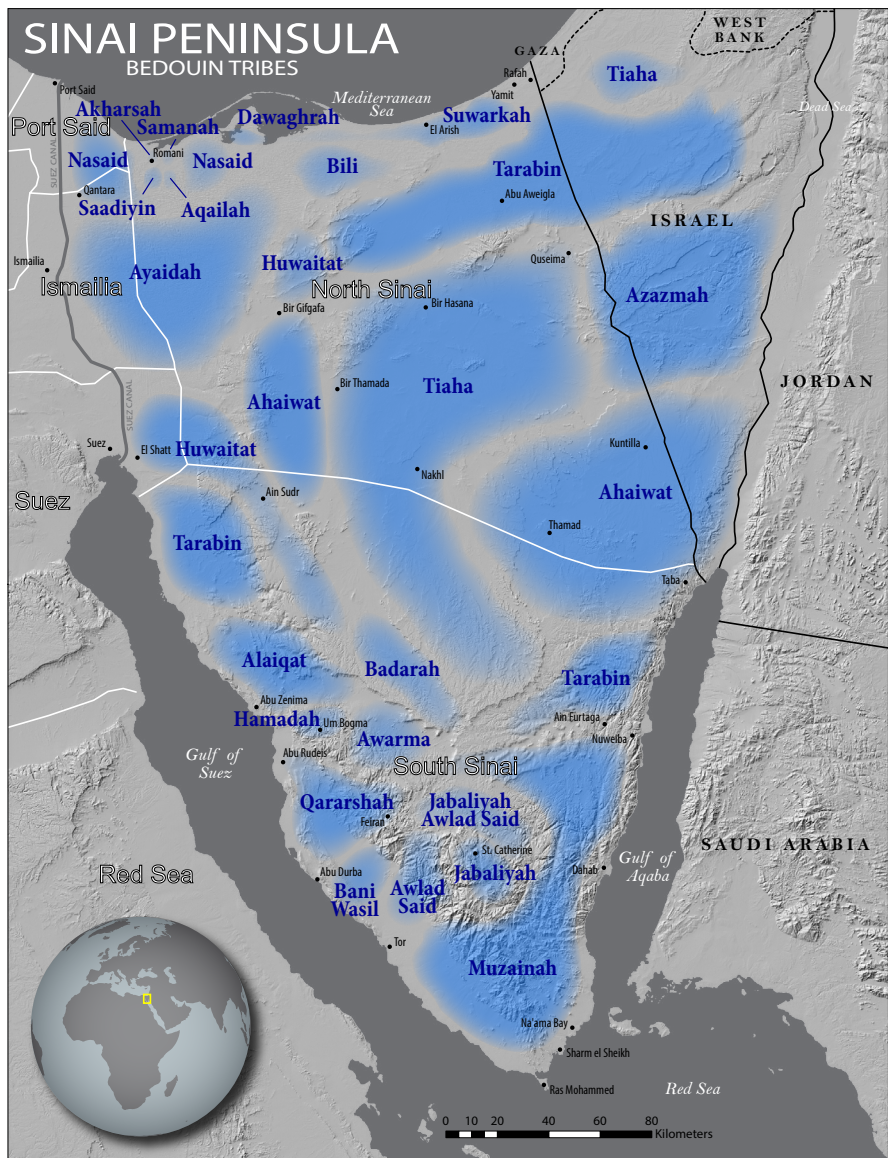 SINAI PENINSULA
BEDOUIN TRIBES
WEST
BANK
GAZA
Rafah
Tiaha
Yamit
Port Said
Mediterranean
Sea
Akharsah
Dawaghrah
Suwarkah
Dead Sea
Port Said
Samanah
El Arish
SUEZ CANAL
Nasaid
Romani
Nasaid
Bili
Tarabin
Qantara
Saadiyin
Aqailah
Abu Aweigla
ISRAEL
Ismailia
Ayaidah
Huwaitat
Quseima
Ismailia
North Sinai
Azazmah
Bir Gifgafa
Bir Hasana
JORDAN
Bir Thamada
Tiaha
Ahaiwat
SUEZ CANAL
Suez
El Shatt
Huwaitat
Kuntilla
Nakhl
Suez
Ain Sudr
Ahaiwat
Thamad
Tarabin
Taba
Alaiqat
Badarah
Tarabin
Abu Zenima
Hamadah
Um Bogma
Ain Furtaga
Awarma
Nuweiba
Gulf of
Suez
Abu Rudeis
South Sinai
Qararshah
Jabaliyah
Awlad Said
Feiran
SAUDI ARABIA
St. Catherine
Red Sea
Abu Durba
Jabaliyah
Dahab
Gulf of
Aqaba
Bani
Wasil
Awlad
Said
Tor
Muzainah
Na'ama Bay
Sharm el Sheikh
Ras Mohammed
Red Sea
0 5 10 20 40 60 80
Kilometers